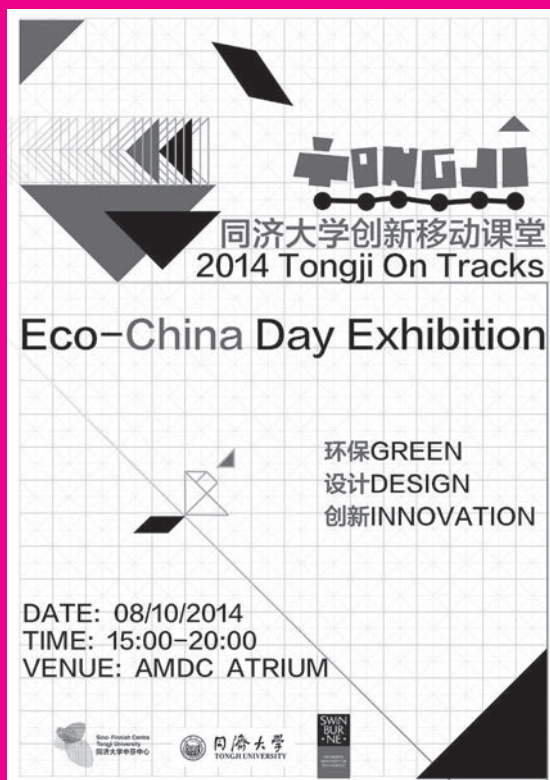 TONGJI
同济大学创新移动课堂
2014 Tongji On Tracks
Eco-China Day Exhibition
环保GREEN
设计DESIGN
创新INNOVATION
DATE: 08/10/2014
TIME: 15:00-20:00
VENUE: AMDC ATRIUM
Sino-Finnish Centre
Tongji University
同济大学中芬中心
同濟大学
TONGJI UNIVERSITY
SWIN
BUR
·NE·